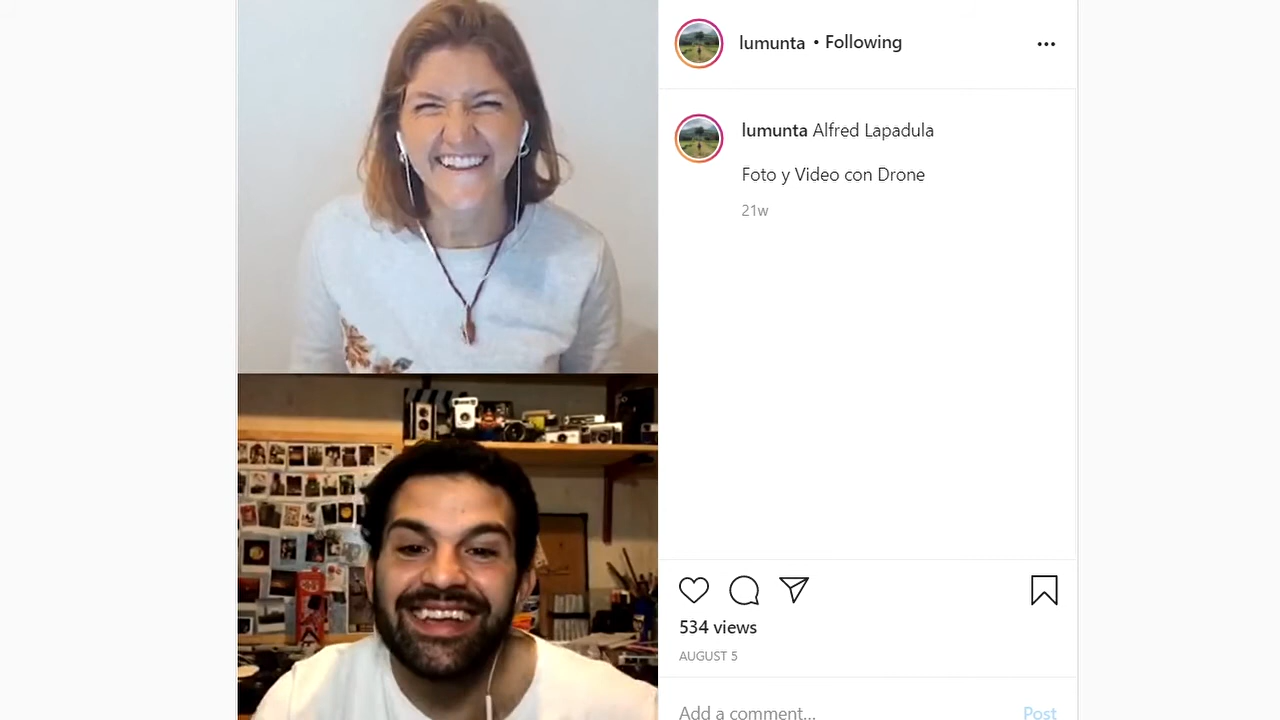 lumunta • Following
lumunta Alfred Lapadula
Foto y Video con Drone
21w
534 views
AUGUST 5
Add a comment...
Post